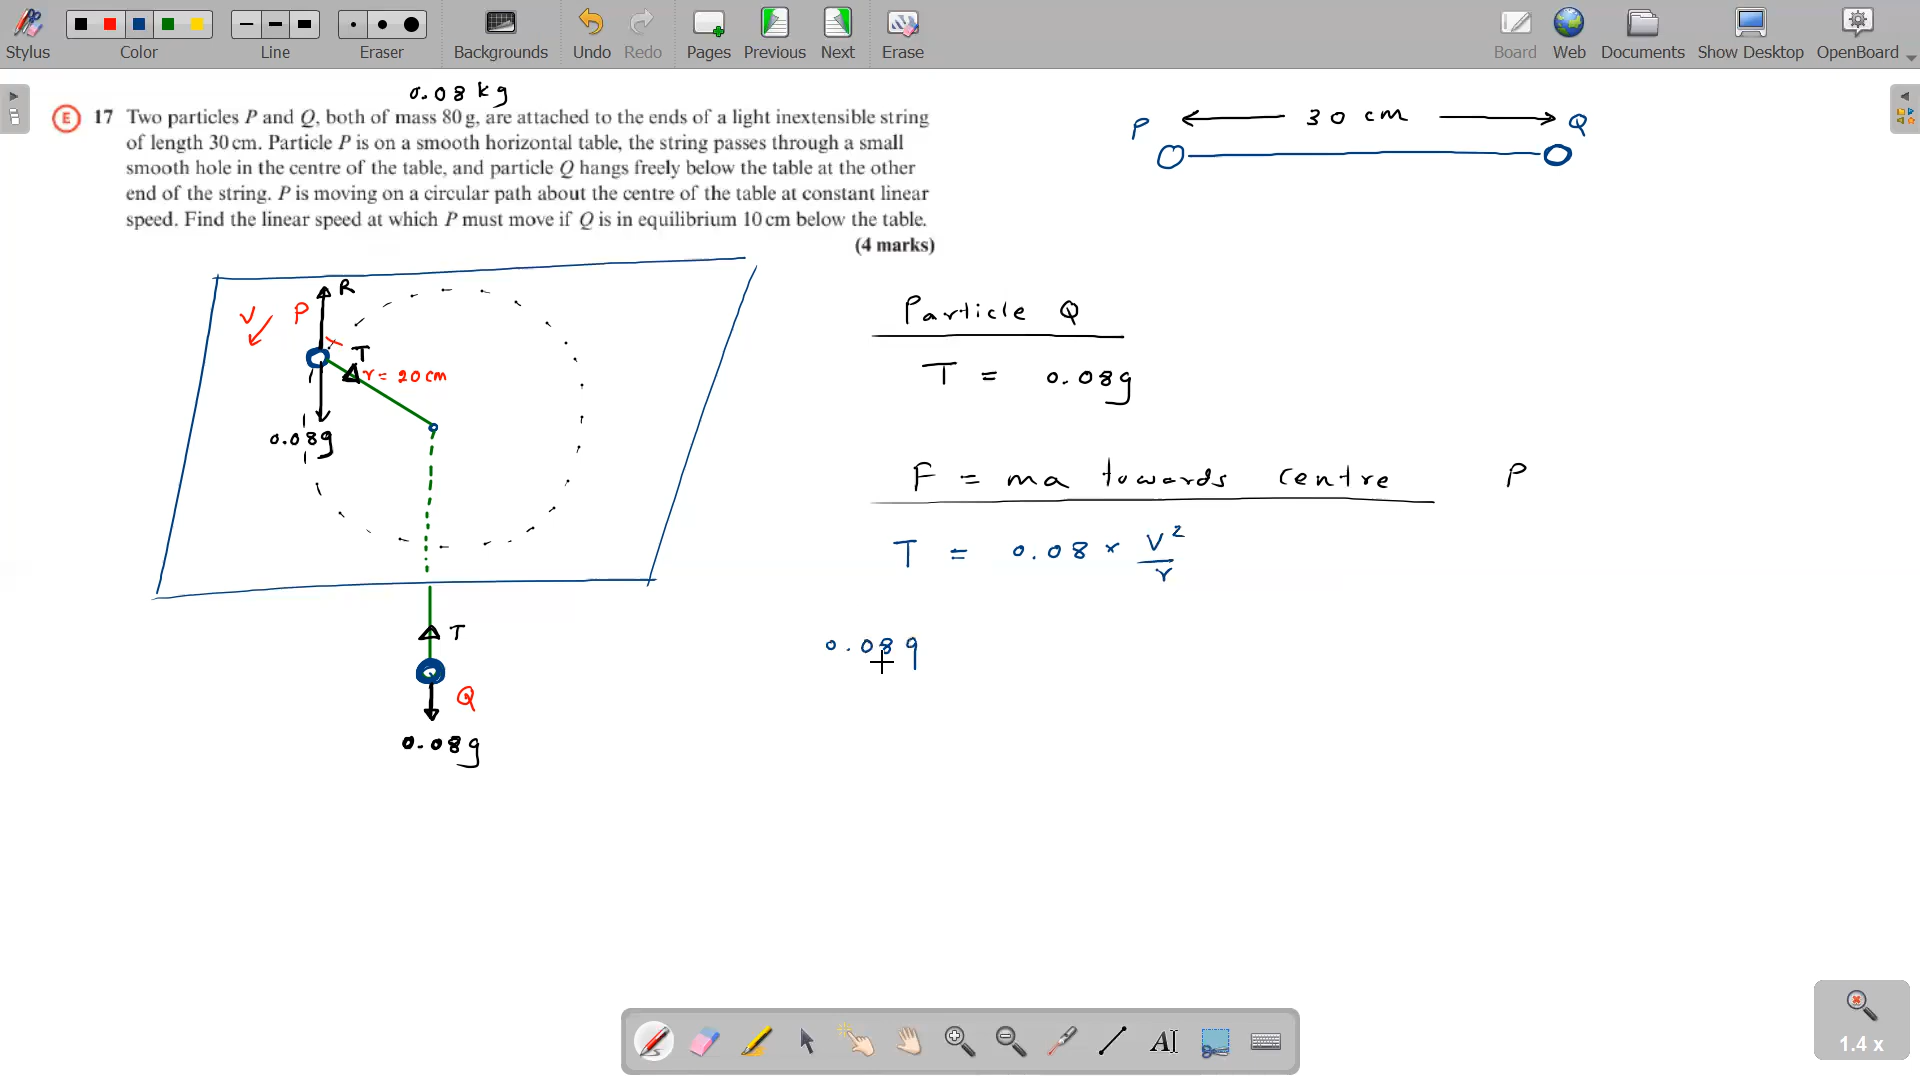 Stylus Color Line Eraser Backgrounds Undo Redo Pages Previous Next Erase Board Web Documents Show Desktop OpenBoard
0.08 kg
E 17 Two particles P and Q, both of mass 80 g, are attached to the ends of a light inextensible string
of length 30 cm. Particle P is on a smooth horizontal table, the string passes through a small
smooth hole in the centre of the table, and particle Q hangs freely below the table at the other
end of the string. P is moving on a circular path about the centre of the table at constant linear
speed. Find the linear speed at which P must move if Q is in equilibrium 10 cm below the table.
(4 marks)
P 30 cm Q
R
V P
T
r = 20 cm
0.08g
T
Q
0.08g
Particle Q
T = 0.08g
F = ma towards centre P
T = 0.08 × V²/r
0.08g
AI
1.4 x